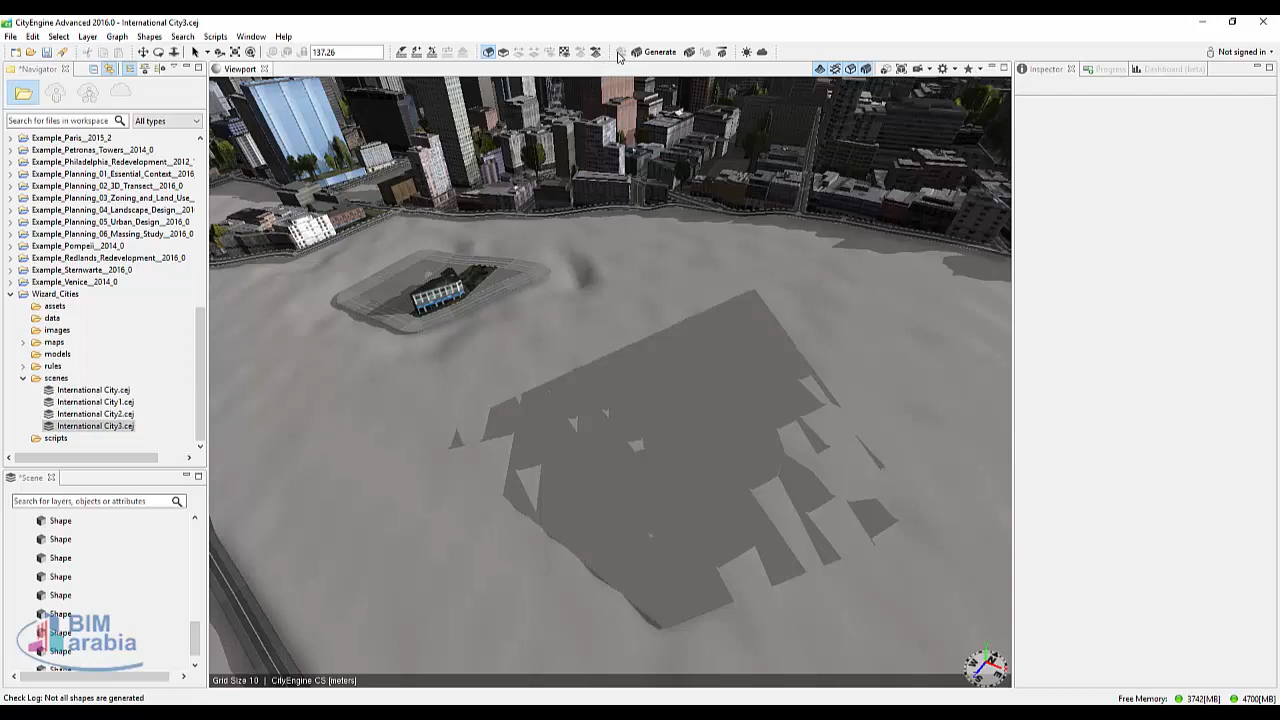 CityEngine Advanced 2016.0 - International City3.cej
File Edit Select Layer Graph Shapes Search Scripts Window Help
137.26
Generate
Not signed in
*Navigator
Viewport
Inspector
Progress
Dashboard (beta)
Search for files in workspace
All types
Example_Paris__2015_2
Example_Petronas_Towers__2014_0
Example_Philadelphia_Redevelopment__2012_
Example_Planning_01_Essential_Context__2016
Example_Planning_02_3D_Transect__2016_0
Example_Planning_03_Zoning_and_Land_Use_
Example_Planning_04_Landscape_Design__201
Example_Planning_05_Urban_Design__2016_0
Example_Planning_06_Massing_Study__2016_0
Example_Pompeii__2014_0
Example_Redlands_Redevelopment__2016_0
Example_Sternwarte__2016_0
Example_Venice__2014_0
Wizard_Cities
assets
data
images
maps
models
rules
scenes
International City.cej
International City1.cej
International City2.cej
International City3.cej
scripts
*Scene
Search for layers, objects or attributes
Shape
Shape
Shape
Shape
Shape
Shape
Shape
Shape
BIM
arabia
Grid Size 10 | CityEngine CS [meters]
Check Log: Not all shapes are generated
Free Memory: 3742[MB] 4700[MB]